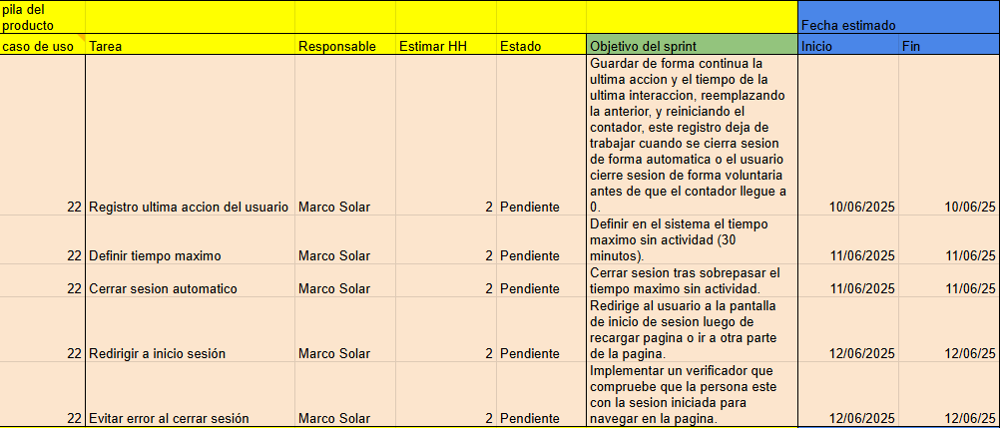 pila del
producto
Fecha estimado
caso de uso Tarea Responsable Estimar HH Estado Objetivo del sprint Inicio Fin
Guardar de forma continua la
ultima accion y el tiempo de la
ultima interaccion, reemplazando
la anterior, y reiniciando el
contador, este registro deja de
trabajar cuando se cierra sesion
de forma automatica o el usuario
cierre sesion de forma voluntaria
antes de que el contador llegue a
22 Registro ultima accion del usuario Marco Solar 2 Pendiente 0. 10/06/2025 10/06/25
Definir en el sistema el tiempo
maximo sin actividad (30
22 Definir tiempo maximo Marco Solar 2 Pendiente minutos). 11/06/2025 11/06/25
Cerrar sesion tras sobrepasar el
22 Cerrar sesion automatico Marco Solar 2 Pendiente tiempo maximo sin actividad. 11/06/2025 11/06/25
Redirige al usuario a la pantalla
de inicio de sesion luego de
recargar pagina o ir a otra parte
22 Redirigir a inicio sesión Marco Solar 2 Pendiente de la pagina. 12/06/2025 12/06/25
Implementar un verificador que
compruebe que la persona este
con la sesion iniciada para
22 Evitar error al cerrar sesión Marco Solar 2 Pendiente navegar en la pagina. 12/06/2025 12/06/25